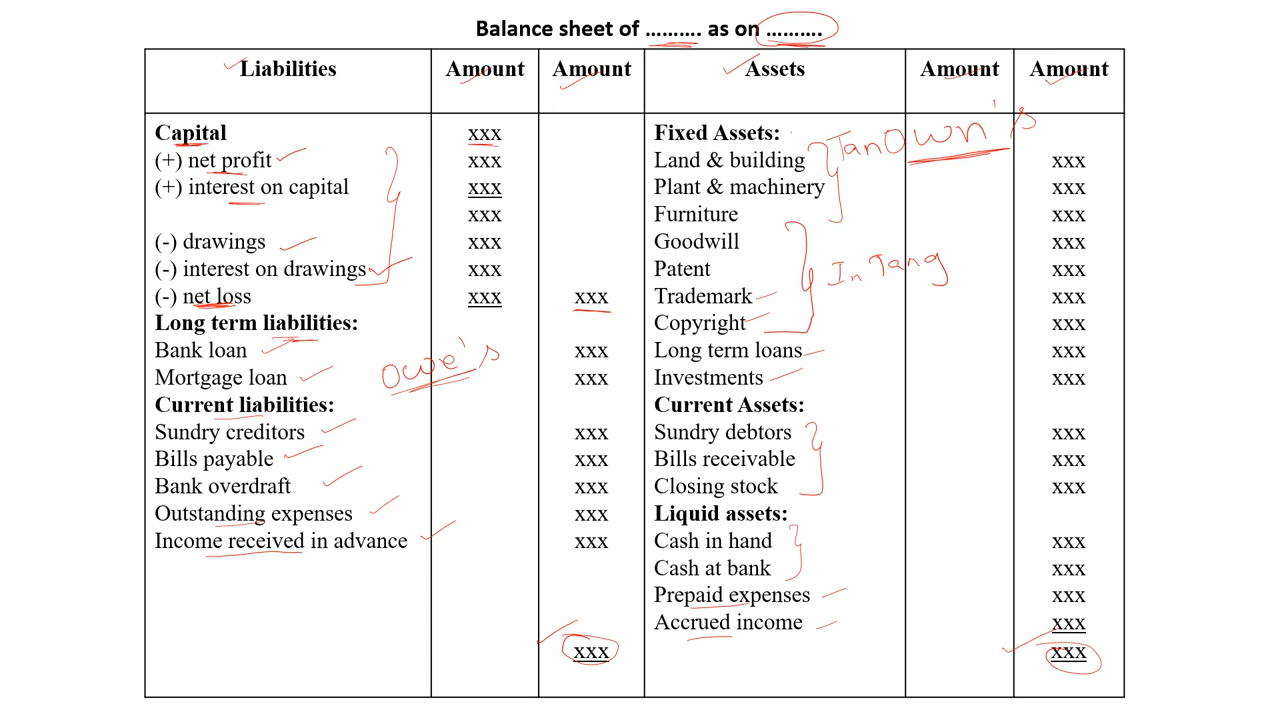 Balance sheet of ………. as on ……….
Liabilities Amount Amount Assets Amount Amount
Capital xxx Fixed Assets: Tan Own's
(+) net profit xxx Land & building xxx
(+) interest on capital xxx Plant & machinery xxx
xxx Furniture xxx
(-) drawings xxx Goodwill xxx
(-) interest on drawings xxx Patent InTang xxx
(-) net loss xxx xxx Trademark xxx
Long term liabilities: Copyright xxx
Bank loan owe's xxx Long term loans xxx
Mortgage loan xxx Investments xxx
Current liabilities: Current Assets:
Sundry creditors xxx Sundry debtors xxx
Bills payable xxx Bills receivable xxx
Bank overdraft xxx Closing stock xxx
Outstanding expenses xxx Liquid assets:
Income received in advance xxx Cash in hand xxx
Cash at bank xxx
Prepaid expenses xxx
Accrued income xxx
xxx xxx